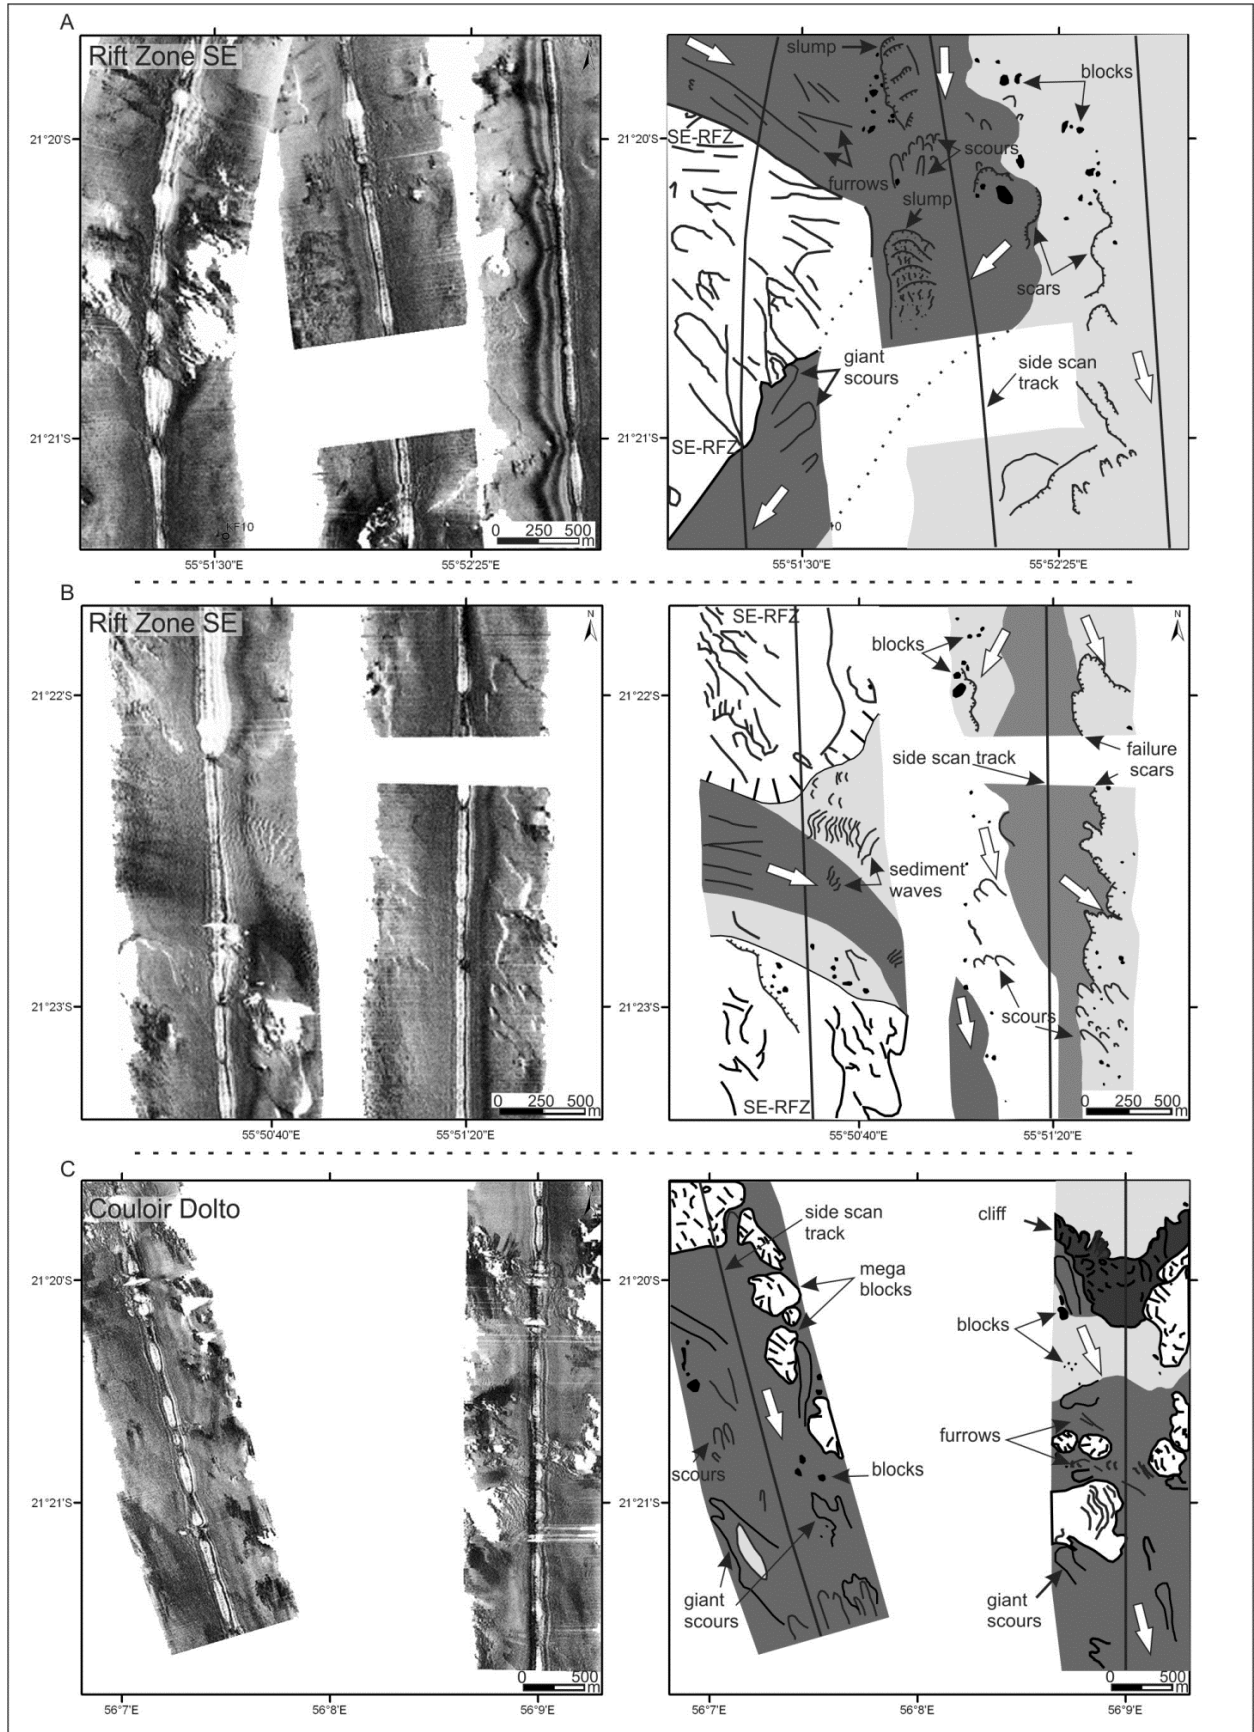 A
Rift Zone SE
21°20'S
21°21'S
KF10
0 250 500
m
55°51'30"E
55°52'25"E
slump
blocks
21°20'S
SE-RFZ
scours
furrows
slump
scars
giant
scours
side scan
track
21°21'S
SE-RFZ
10
55°51'30"E
55°52'25"E
B
Rift Zone SE
N
21°22'S
21°23'S
0 250 500
m
55°50'40"E
55°51'20"E
SE-RFZ
N
blocks
21°22'S
side scan track
failure
scars
sediment
waves
21°23'S
scours
SE-RFZ
0 250 500
m
55°50'40"E
55°51'20"E
C
Couloir Dolto
21°20'S
21°21'S
0 500
m
56°7'E
56°8'E
56°9'E
side scan
track
cliff
21°20'S
mega
blocks
blocks
furrows
scours
blocks
21°21'S
giant
scours
giant
scours
0 500
m
56°7'E
56°8'E
56°9'E